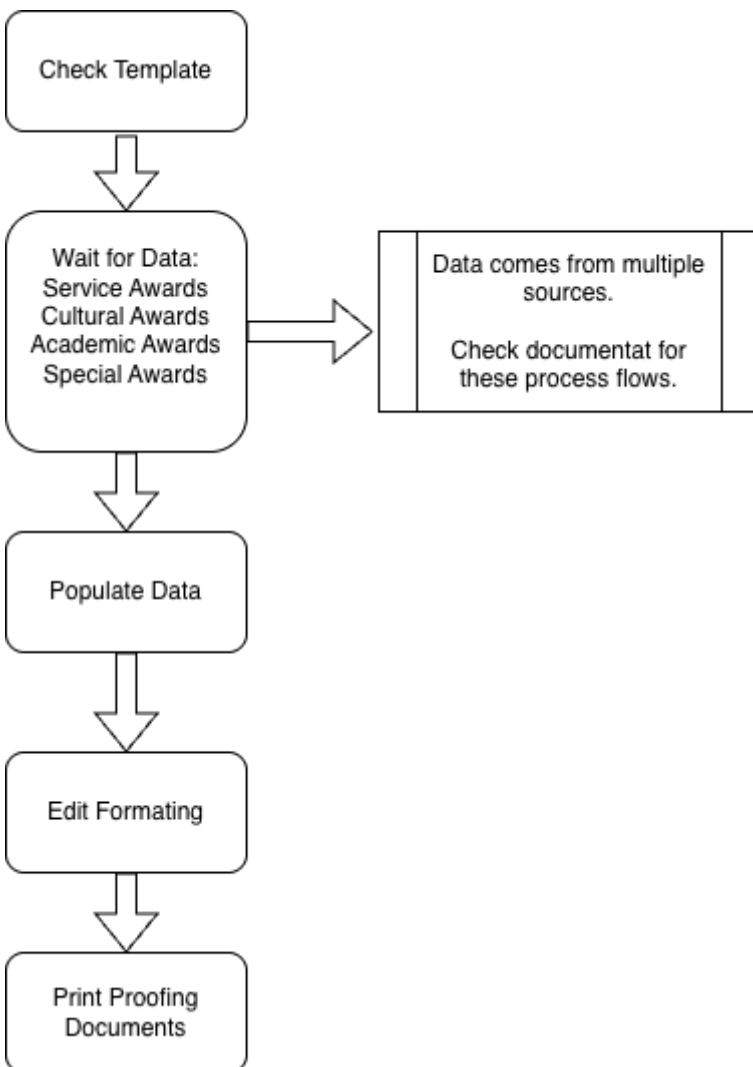 Check Template
Wait for Data:
Service Awards
Cultural Awards
Academic Awards
Special Awards
Data comes from multiple
sources.
Check documentat for
these process flows.
Populate Data
Edit Formating
Print Proofing
Documents